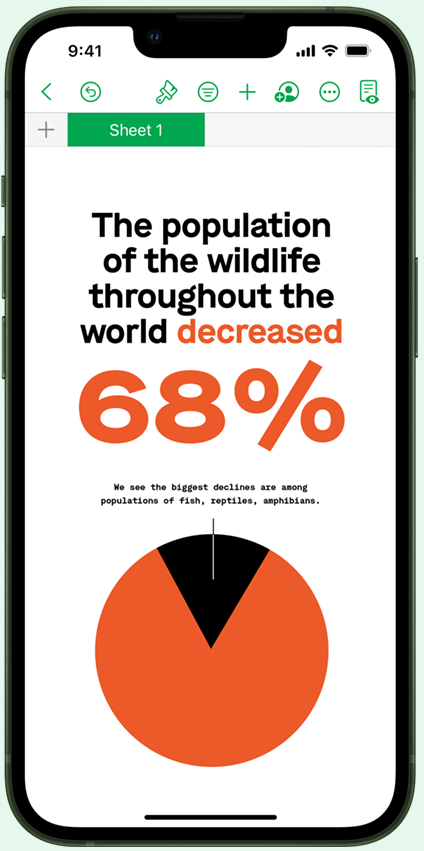 9:41
Sheet 1
The population
of the wildlife
throughout the
world decreased
68%
We see the biggest declines are among
populations of fish, reptiles, amphibians.